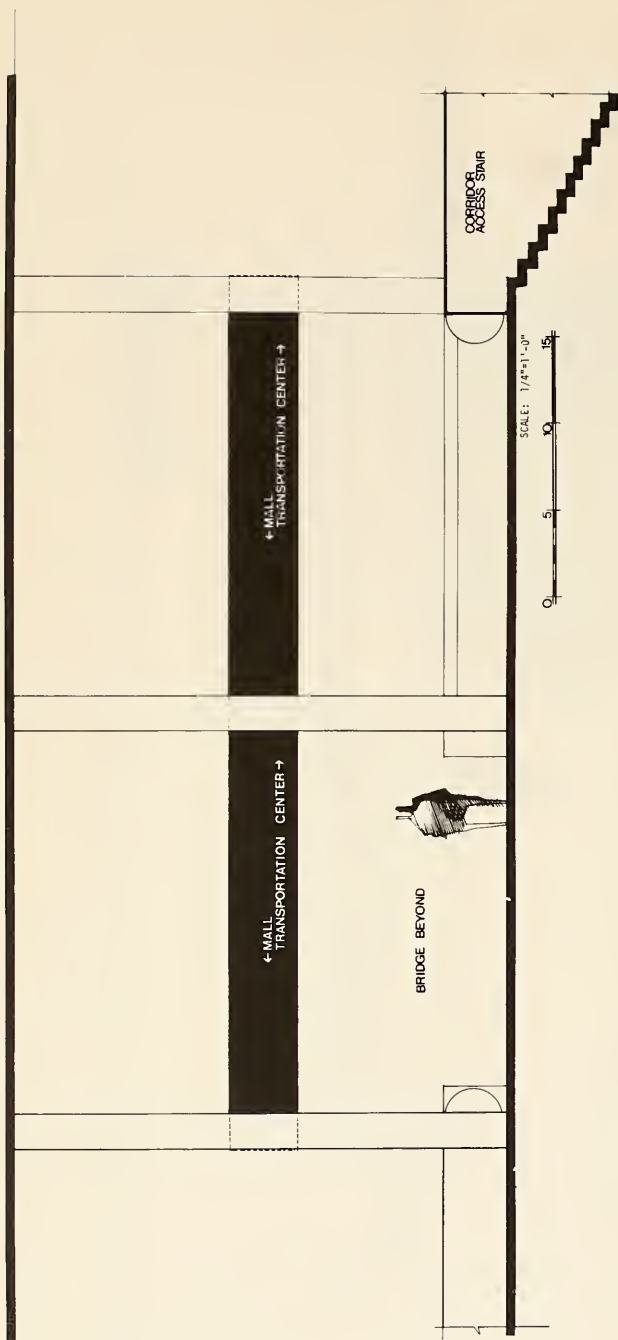 ←MALL
TRANSPORTATION CENTER→
←MALL
TRANSPORTATION CENTER→
BRIDGE BEYOND
CORRIDOR
ACCESS STAIR
SCALE: 1/4"=1'-0"
0 5 10 15